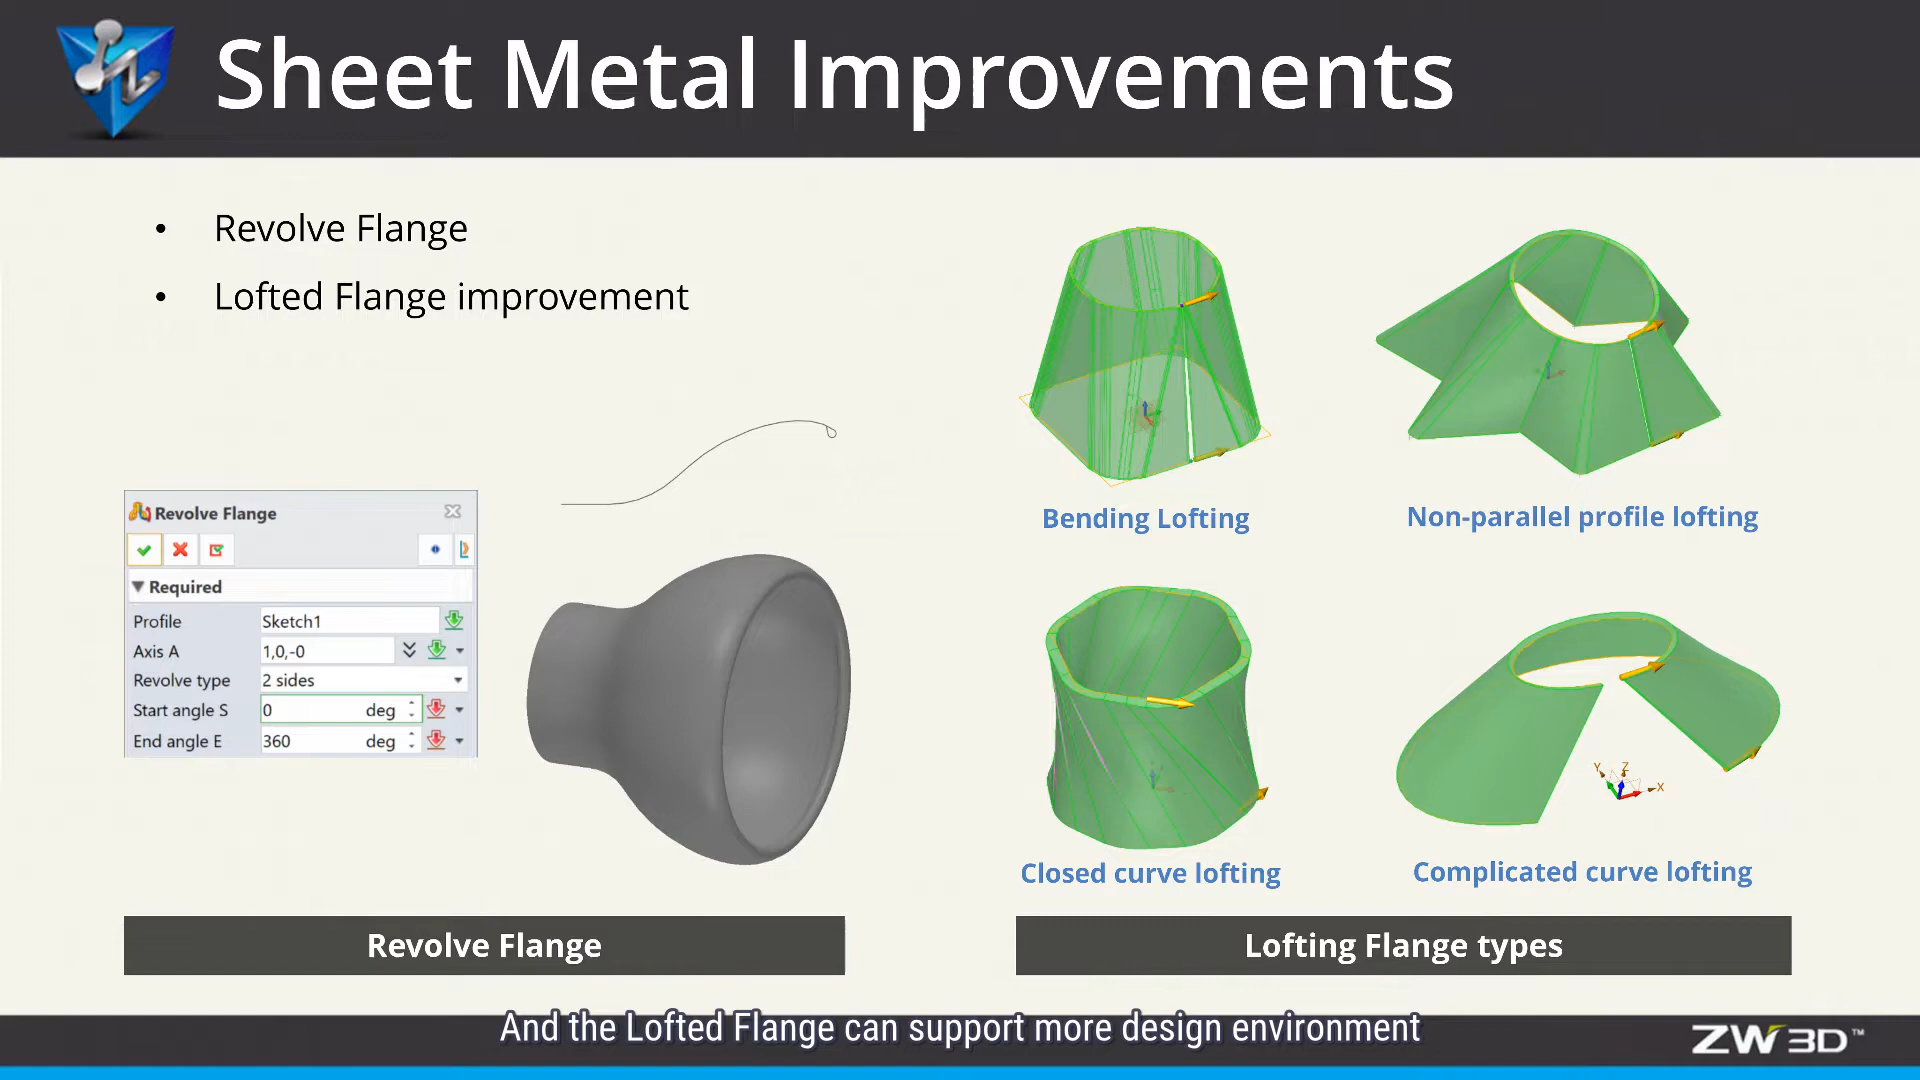 Sheet Metal Improvements
• Revolve Flange
• Lofted Flange improvement
Revolve Flange
Required
Profile Sketch1
Axis A 1,0,-0
Revolve type 2 sides
Start angle S 0 deg
End angle E 360 deg
Revolve Flange
Bending Lofting
Non-parallel profile lofting
Closed curve lofting
Complicated curve lofting
Y Z X
Lofting Flange types
And the Lofted Flange can support more design environment
ZW3D™